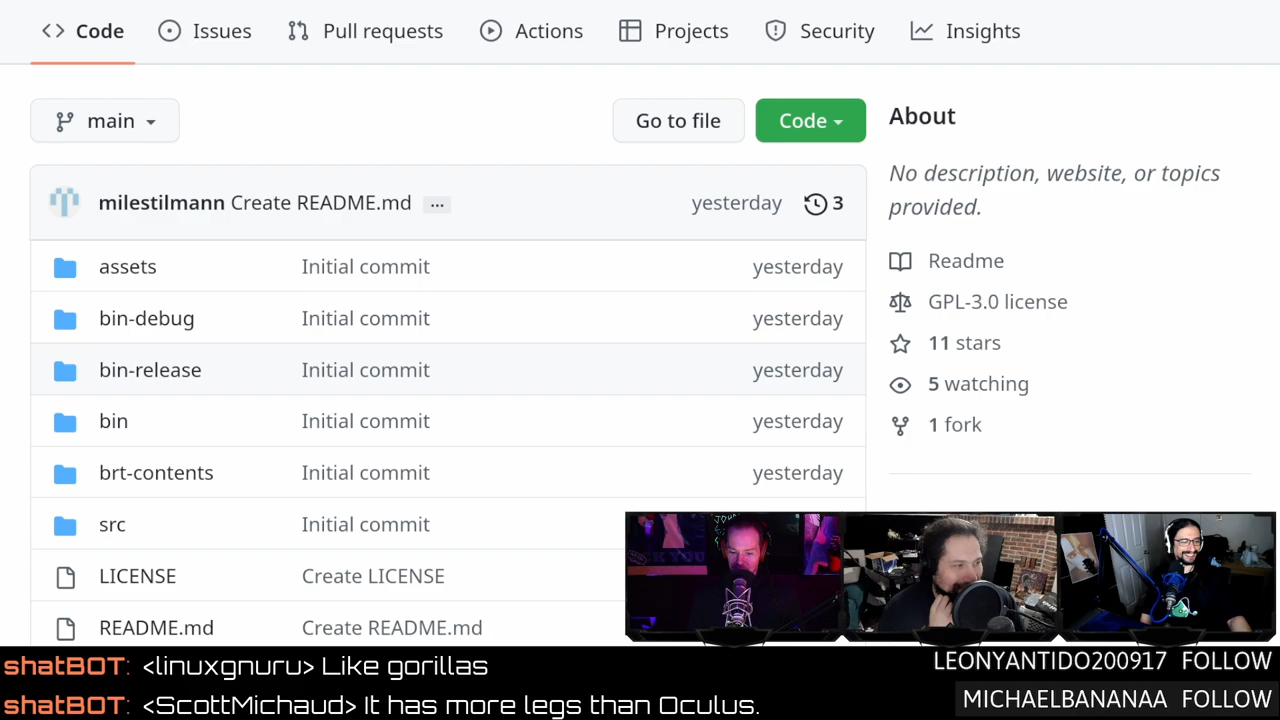 Code Issues Pull requests Actions Projects Security Insights
main Go to file Code
About
No description, website, or topics
provided.
milestilmann Create README.md ... yesterday 3
assets Initial commit yesterday
bin-debug Initial commit yesterday
bin-release Initial commit yesterday
bin Initial commit yesterday
brt-contents Initial commit yesterday
src Initial commit
LICENSE Create LICENSE
README.md Create README.md
Readme
GPL-3.0 license
11 stars
5 watching
1 fork
shatBOT: <linuxgnuru> Like gorillas
shatBOT: <ScottMichaud> It has more legs than Oculus.
LEONYANTIDO200917 FOLLOW
MICHAELBANANAA FOLLOW